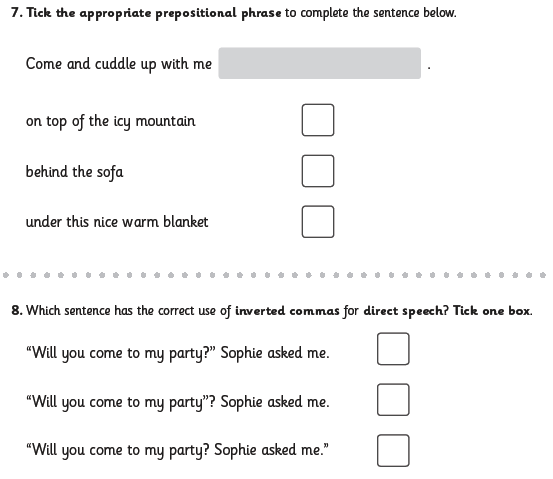 7. Tick the appropriate prepositional phrase to complete the sentence below.
Come and cuddle up with me .
on top of the icy mountain
behind the sofa
under this nice warm blanket
8. Which sentence has the correct use of inverted commas for direct speech? Tick one box.
“Will you come to my party?” Sophie asked me.
“Will you come to my party”? Sophie asked me.
“Will you come to my party? Sophie asked me.”